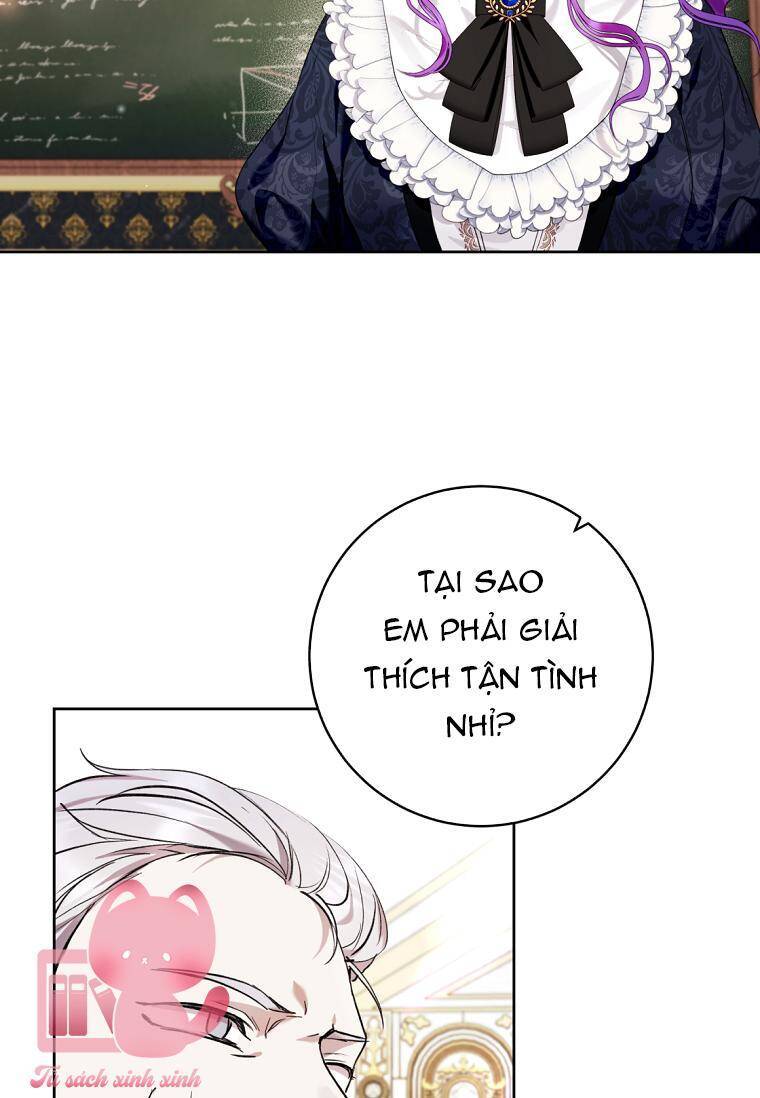 TẠI SAO
EM PHẢI GIẢI
THÍCH TẬN TÌNH
NHỈ?
Tủ sách xinh xinh